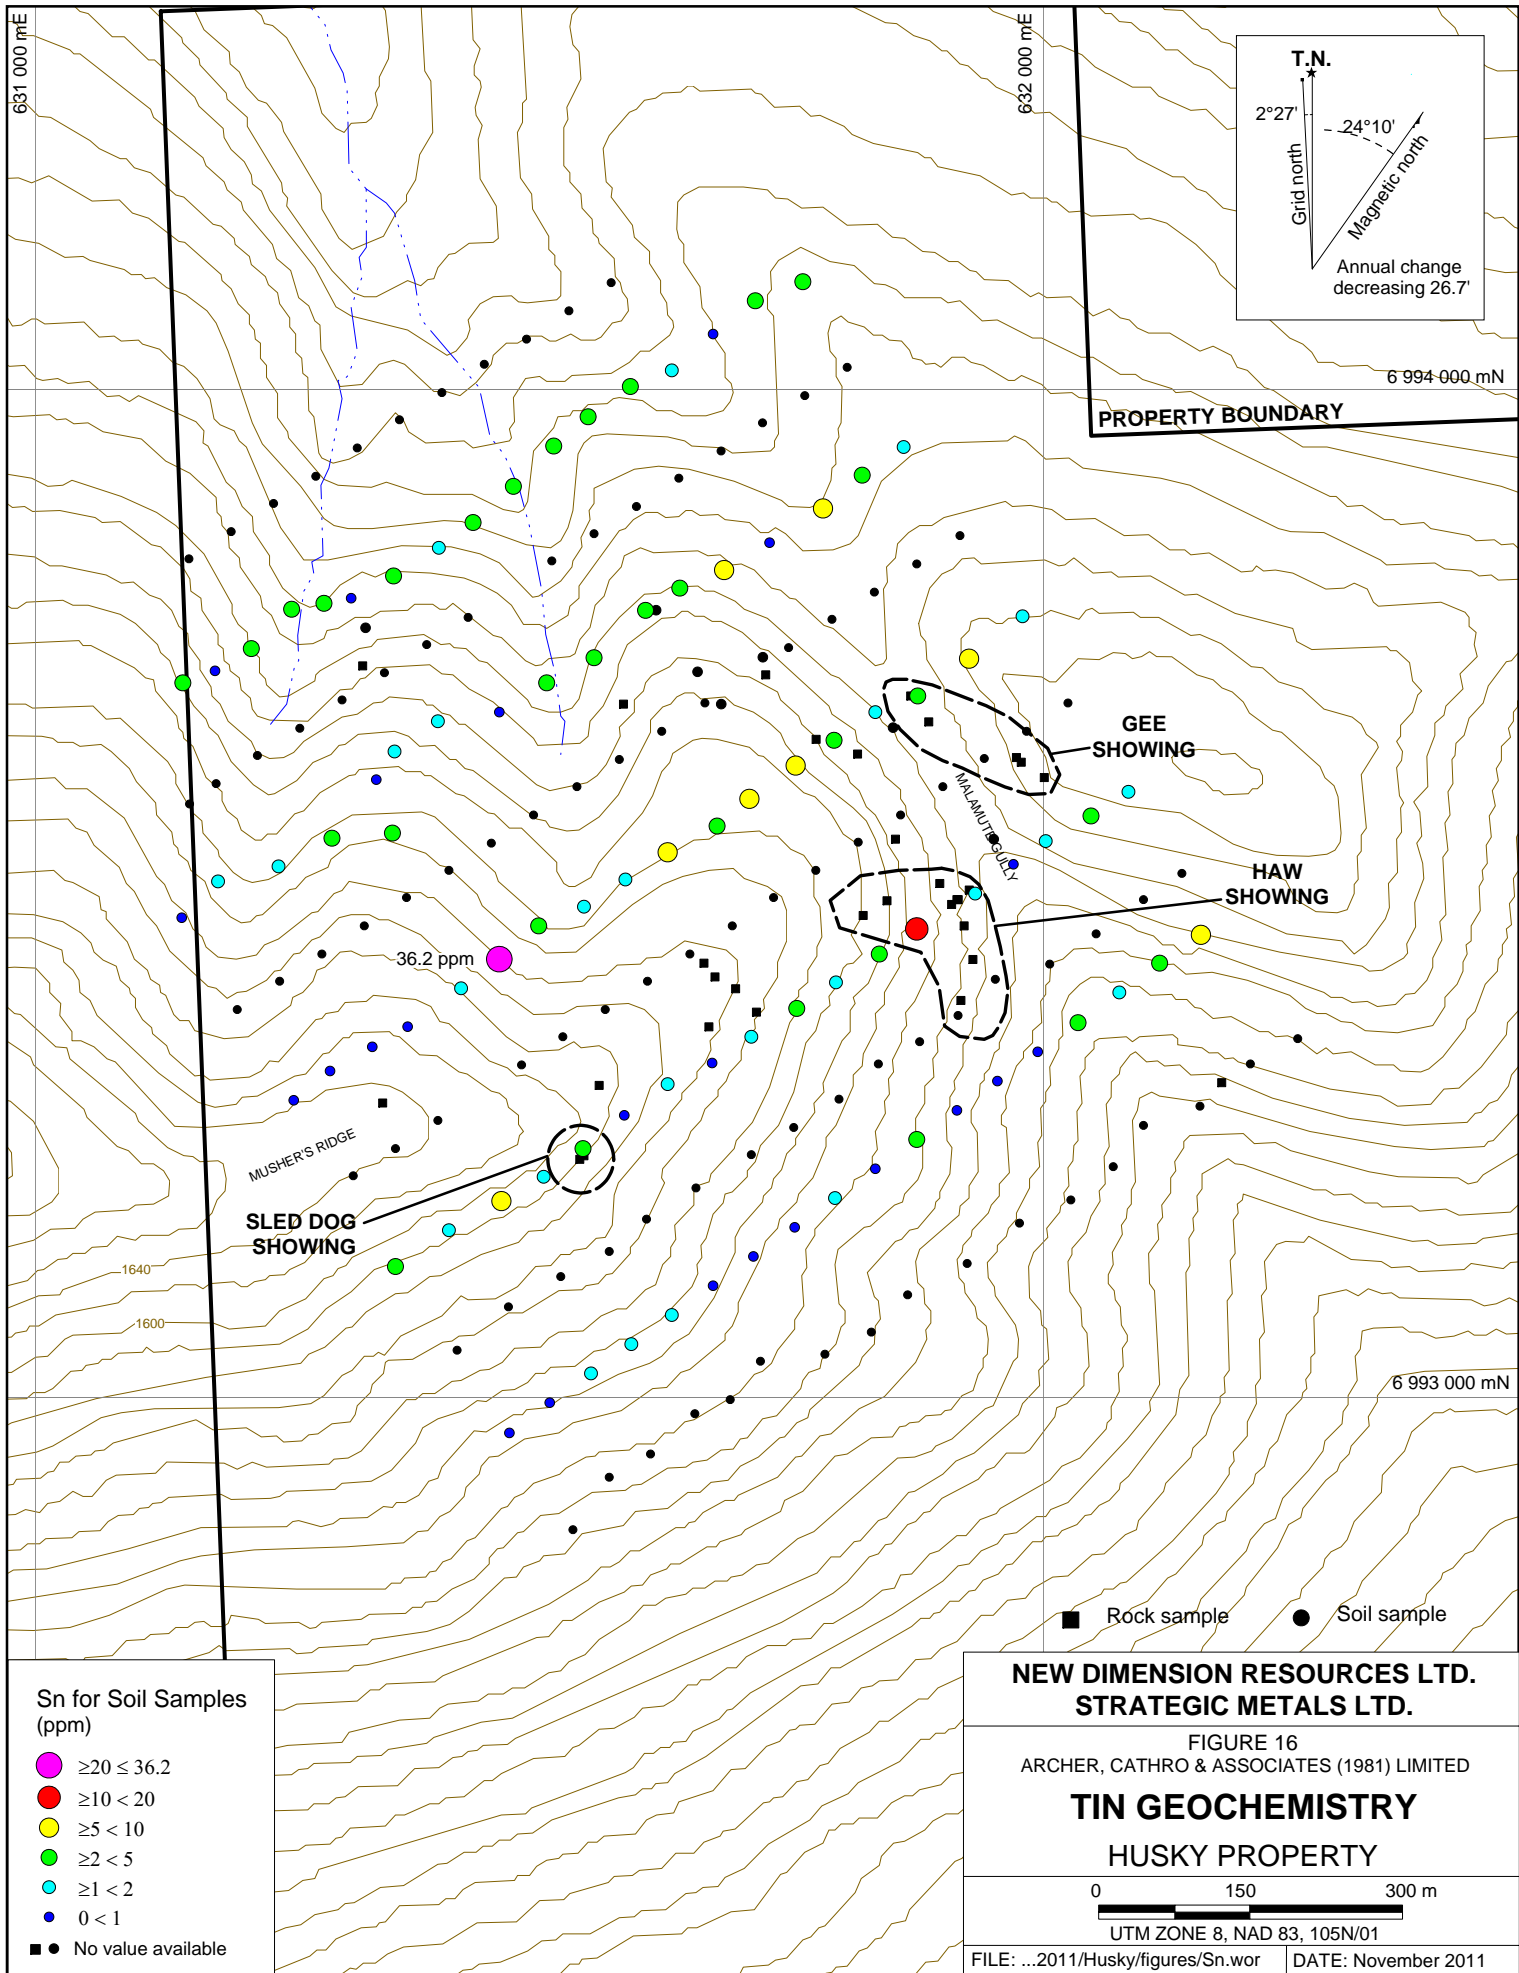 631 000 mE
632 000 mE
T.N.
2°27'
24°10'
Grid north
Magnetic north
Annual change
decreasing 26.7'
6 994 000 mN
PROPERTY BOUNDARY
GEE
SHOWING
MALAMUTE GULLY
HAW
SHOWING
36.2 ppm
MUSHER'S RIDGE
SLED DOG
SHOWING
1640
1600
6 993 000 mN
Rock sample
Soil sample
Sn for Soil Samples
(ppm)
≥20 ≤ 36.2
≥10 < 20
≥5 < 10
≥2 < 5
≥1 < 2
0 < 1
No value available
NEW DIMENSION RESOURCES LTD.
STRATEGIC METALS LTD.
FIGURE 16
ARCHER, CATHRO & ASSOCIATES (1981) LIMITED
TIN GEOCHEMISTRY
HUSKY PROPERTY
0 150 300 m
UTM ZONE 8, NAD 83, 105N/01
FILE: ...2011/Husky/figures/Sn.wor DATE: November 2011